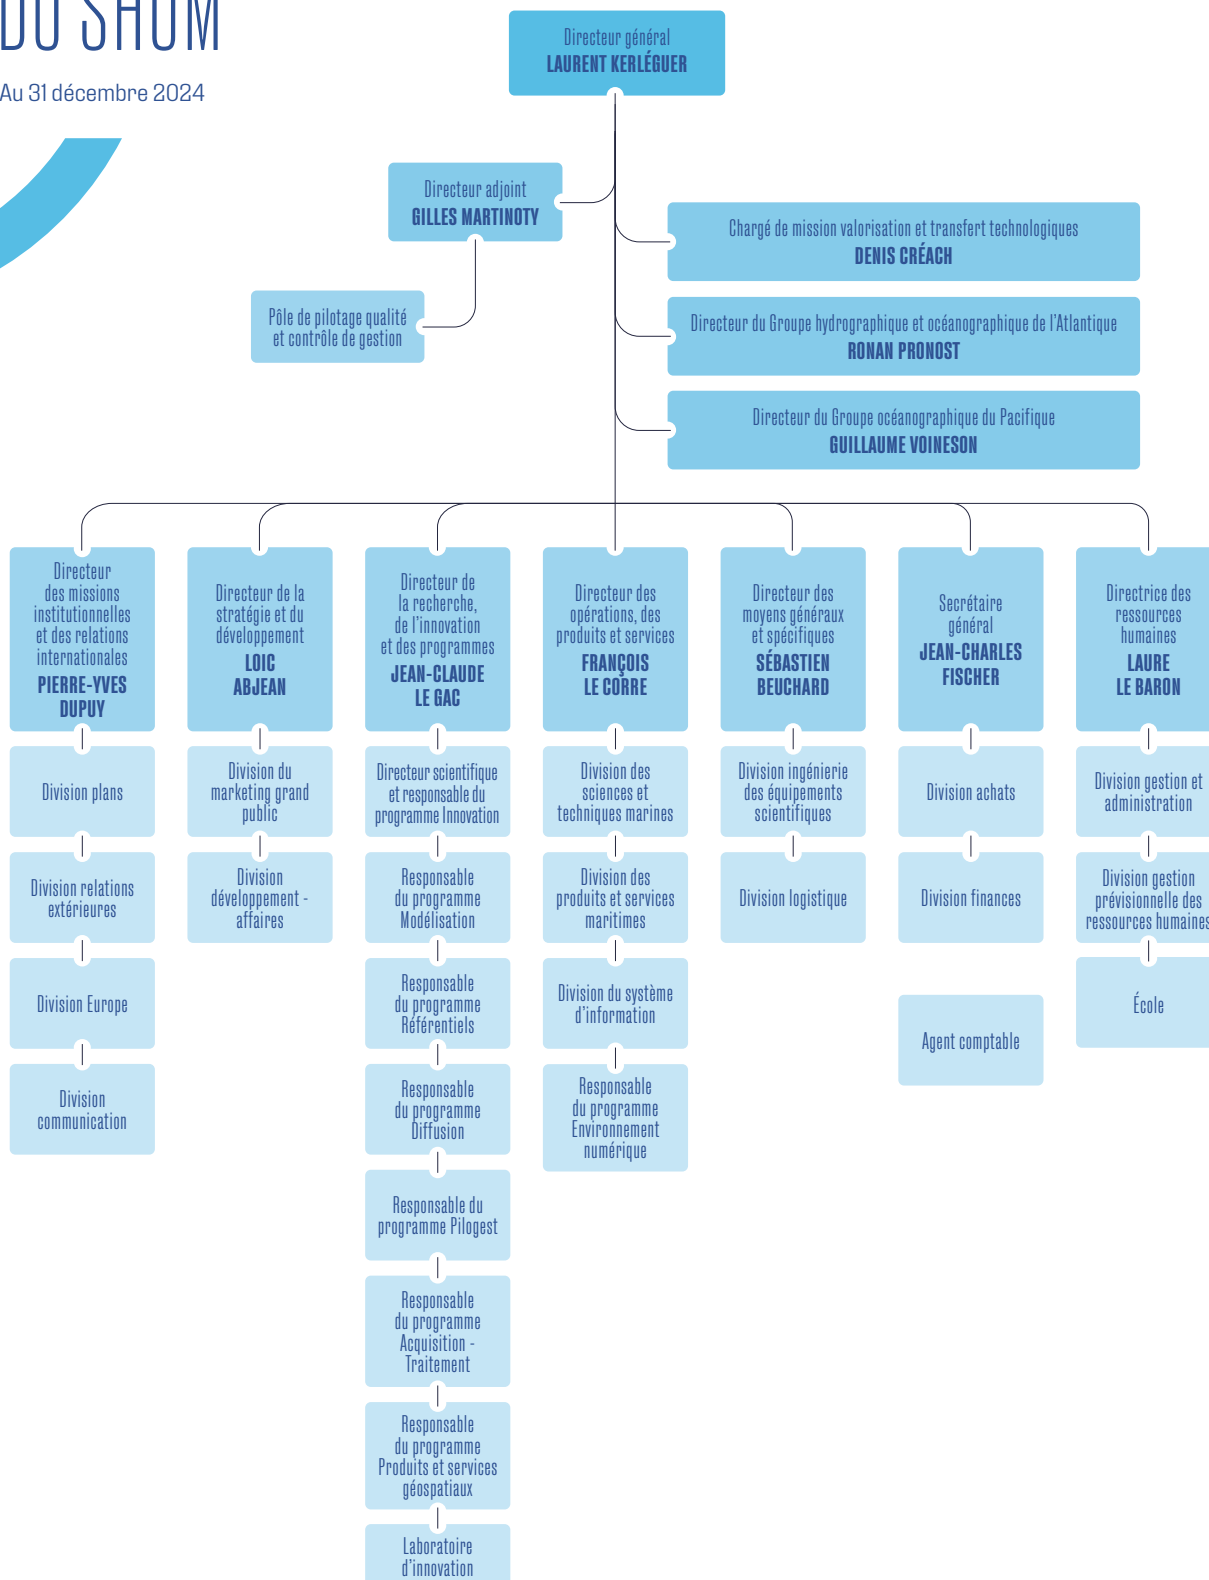 DU SHOM
Au 31 décembre 2024
Directeur général
LAURENT KERLÉGUER
Directeur adjoint
GILLES MARTINOTY
Pôle de pilotage qualité
et contrôle de gestion
Chargé de mission valorisation et transfert technologiques
DENIS CRÉACH
Directeur du Groupe hydrographique et océanographique de l'Atlantique
RONAN PRONOST
Directeur du Groupe océanographique du Pacifique
GUILLAUME VOINESON
Directeur
des missions
institutionnelles
et des relations
internationales
PIERRE-YVES
DUPUY
Division plans
Division relations
extérieures
Division Europe
Division
communication
Directeur de la
stratégie et du
développement
LOIC
ABJEAN
Division du
marketing grand
public
Division
développement -
affaires
Directeur de
la recherche,
de l'innovation
et des programmes
JEAN-CLAUDE
LE GAC
Directeur scientifique
et responsable du
programme Innovation
Responsable
du programme
Modélisation
Responsable
du programme
Référentiels
Responsable
du programme
Diffusion
Responsable du
programme Pilogest
Responsable
du programme
Acquisition -
Traitement
Responsable
du programme
Produits et services
géospatiaux
Laboratoire
d'innovation
Directeur des
opérations, des
produits et services
FRANÇOIS
LE CORRE
Division des
sciences et
techniques marines
Division des
produits et services
maritimes
Division du système
d'information
Responsable
du programme
Environnement
numérique
Directeur des
moyens généraux
et spécifiques
SÉBASTIEN
BEUCHARD
Division ingénierie
des équipements
scientifiques
Division logistique
Secrétaire
général
JEAN-CHARLES
FISCHER
Division achats
Division finances
Agent comptable
Directrice des
ressources
humaines
LAURE
LE BARON
Division gestion et
administration
Division gestion
prévisionnelle des
ressources humaines
École